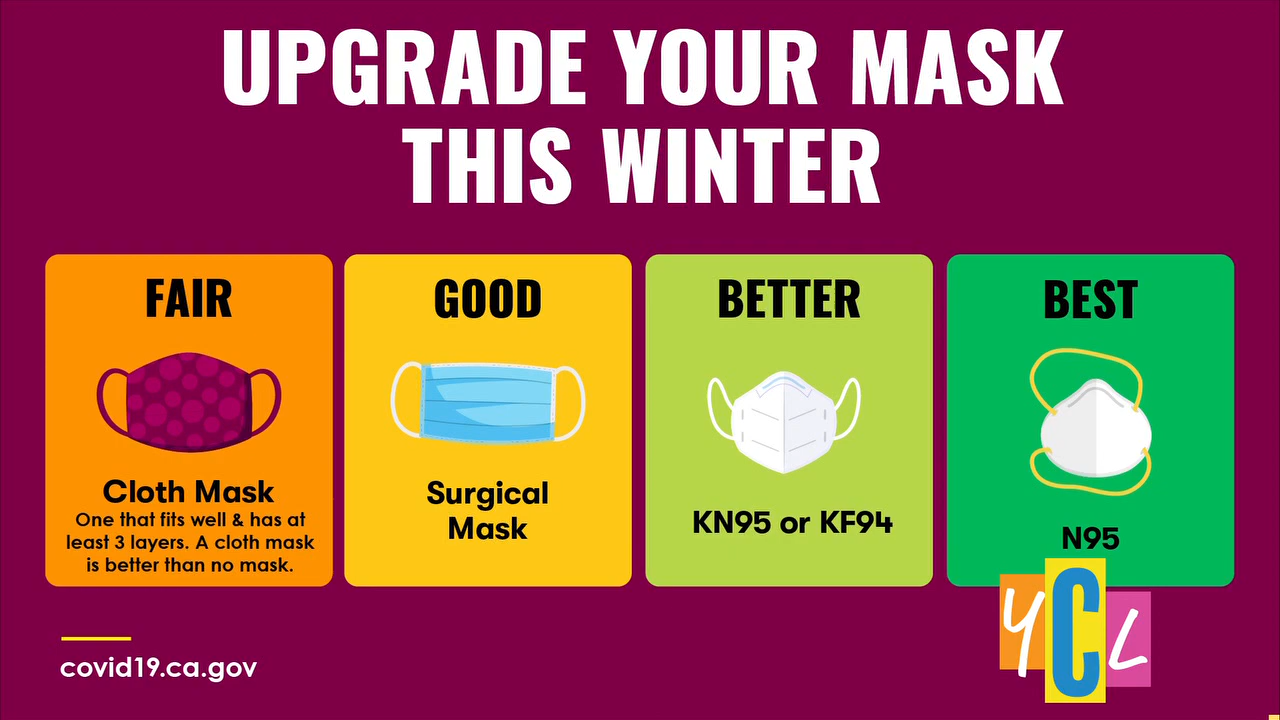 UPGRADE YOUR MASK
THIS WINTER
FAIR
Cloth Mask
One that fits well & has at
least 3 layers. A cloth mask
is better than no mask.
GOOD
Surgical
Mask
BETTER
KN95 or KF94
BEST
N95
covid19.ca.gov
YCL